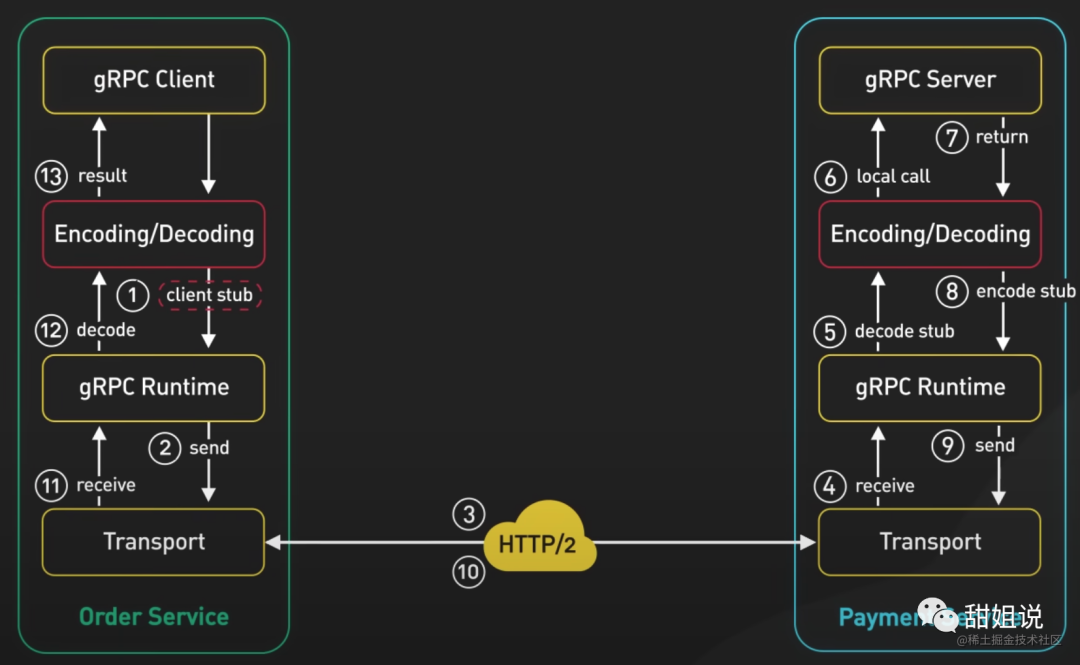 gRPC Client
gRPC Server
⑦ return
⑬ result
⑥ local call
Encoding/Decoding
Encoding/Decoding
① client stub
⑧ encode stub
⑫ decode
⑤ decode stub
gRPC Runtime
gRPC Runtime
② send
⑨ send
⑪ receive
④ receive
③
Transport
HTTP/2
Transport
⑩
Order Service
Payment
甜姐说
@稀土掘金技术社区